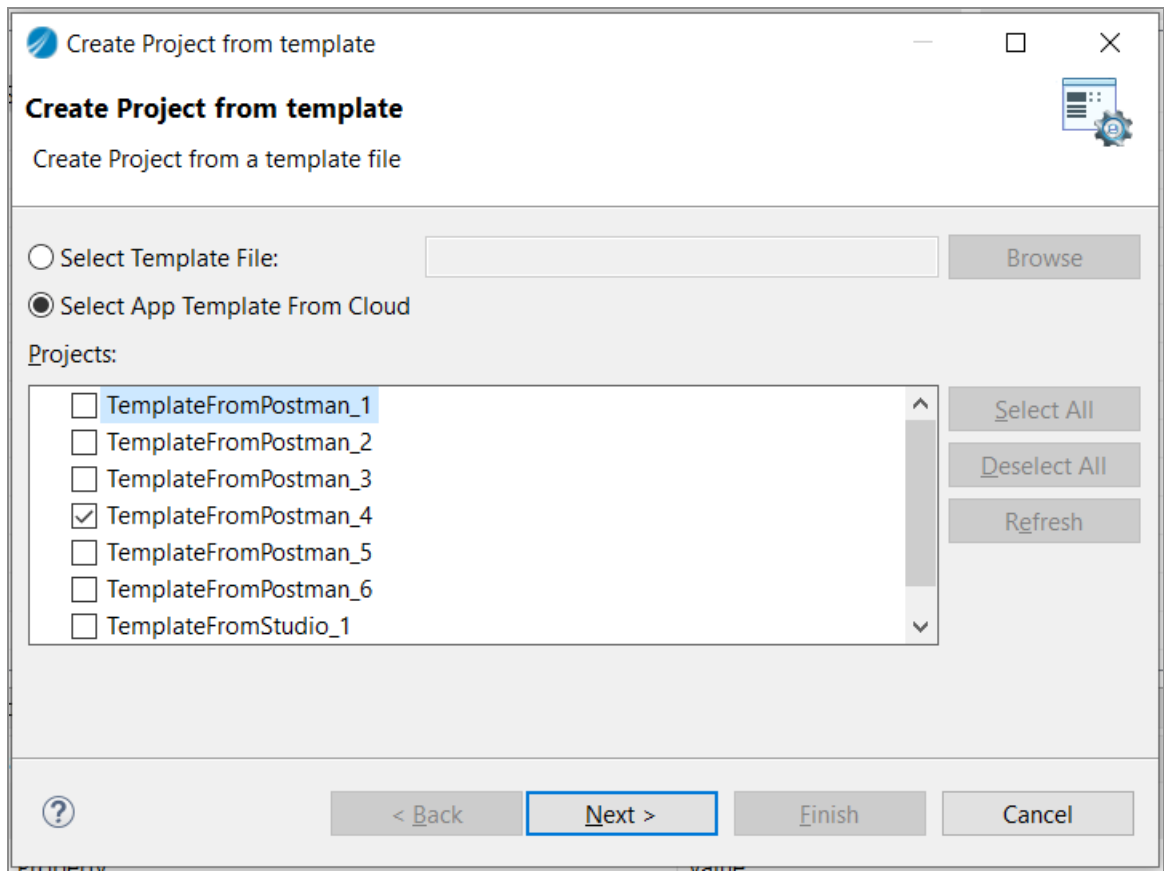 Create Project from template
Create Project from template
Create Project from a template file
Select Template File: Browse
Select App Template From Cloud
Projects:
TemplateFromPostman_1 Select All
TemplateFromPostman_2
TemplateFromPostman_3 Deselect All
TemplateFromPostman_4 Refresh
TemplateFromPostman_5
TemplateFromPostman_6
TemplateFromStudio_1
? < Back Next > Finish Cancel
Property Value